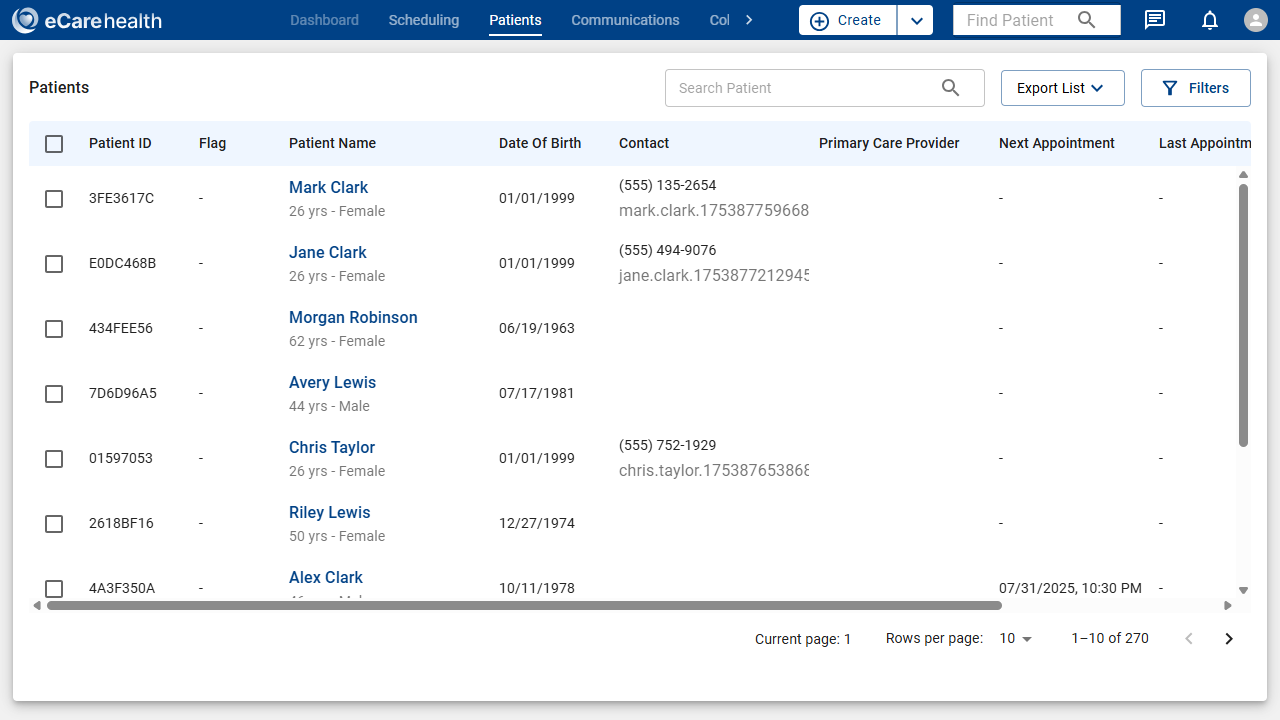 eCarehealth Dashboard Scheduling Patients Communications Col Create Find Patient
Patients Search Patient Export List Filters
Patient ID Flag Patient Name Date Of Birth Contact Primary Care Provider Next Appointment Last Appointm
3FE3617C - Mark Clark 01/01/1999 (555) 135-2654 - -
26 yrs - Female mark.clark.175387759668
E0DC468B - Jane Clark 01/01/1999 (555) 494-9076 - -
26 yrs - Female jane.clark.1753877212945
434FEE56 - Morgan Robinson 06/19/1963 - -
62 yrs - Female
7D6D96A5 - Avery Lewis 07/17/1981 - -
44 yrs - Male
01597053 - Chris Taylor 01/01/1999 (555) 752-1929 - -
26 yrs - Female chris.taylor.175387653868
2618BF16 - Riley Lewis 12/27/1974 - -
50 yrs - Female
4A3F350A - Alex Clark 10/11/1978 07/31/2025, 10:30 PM -
Current page: 1 Rows per page: 10 1–10 of 270